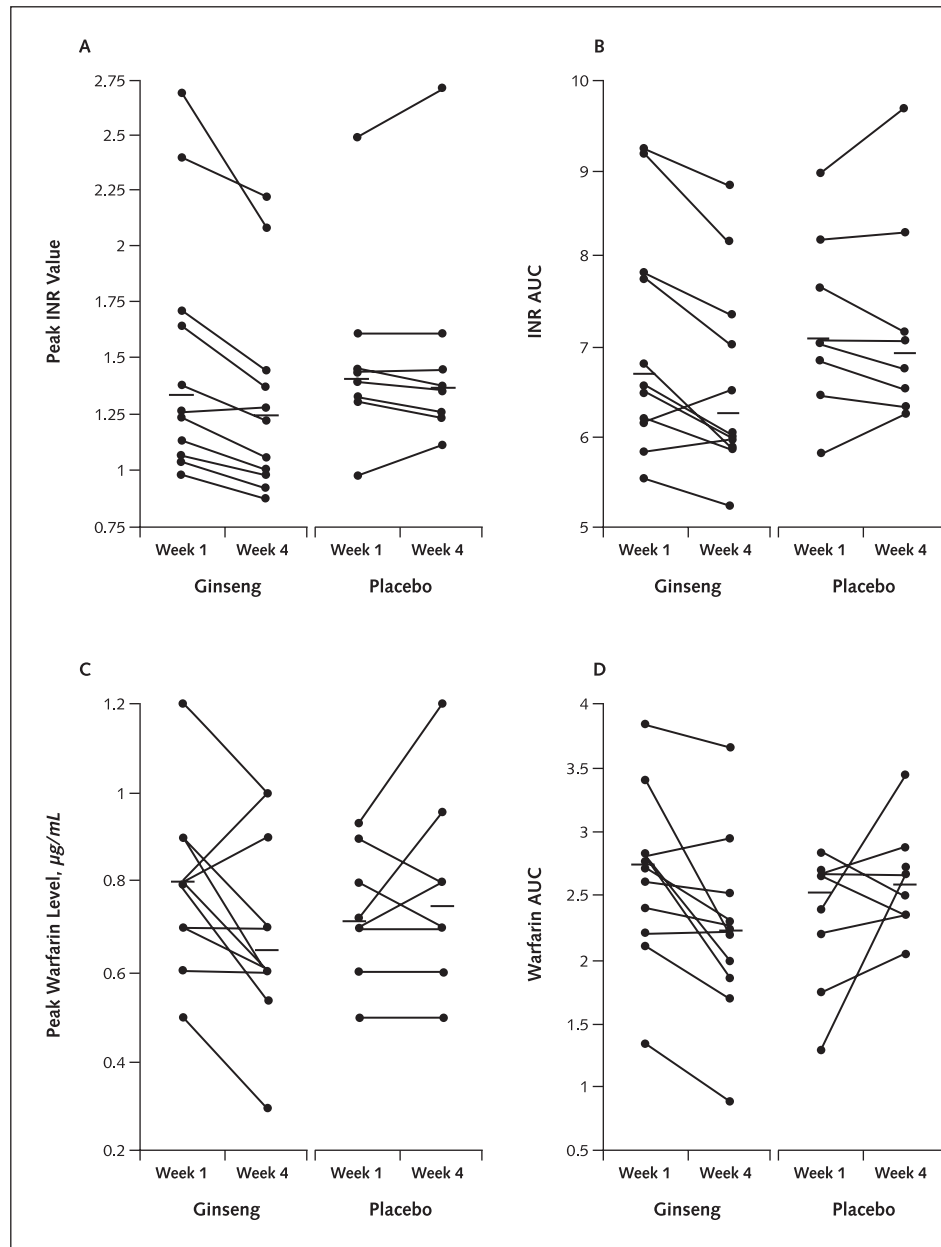 A
Peak INR Value
2.75
2.5
2.25
2
1.75
1.5
1.25
1
0.75
Week 1 Week 4 Week 1 Week 4
Ginseng Placebo
B
INR AUC
10
9
8
7
6
5
Week 1 Week 4 Week 1 Week 4
Ginseng Placebo
C
Peak Warfarin Level, µg/mL
1.2
1
0.8
0.6
0.4
0.2
Week 1 Week 4 Week 1 Week 4
Ginseng Placebo
D
Warfarin AUC
4
3.5
3
2.5
2
1.5
1
0.5
Week 1 Week 4 Week 1 Week 4
Ginseng Placebo